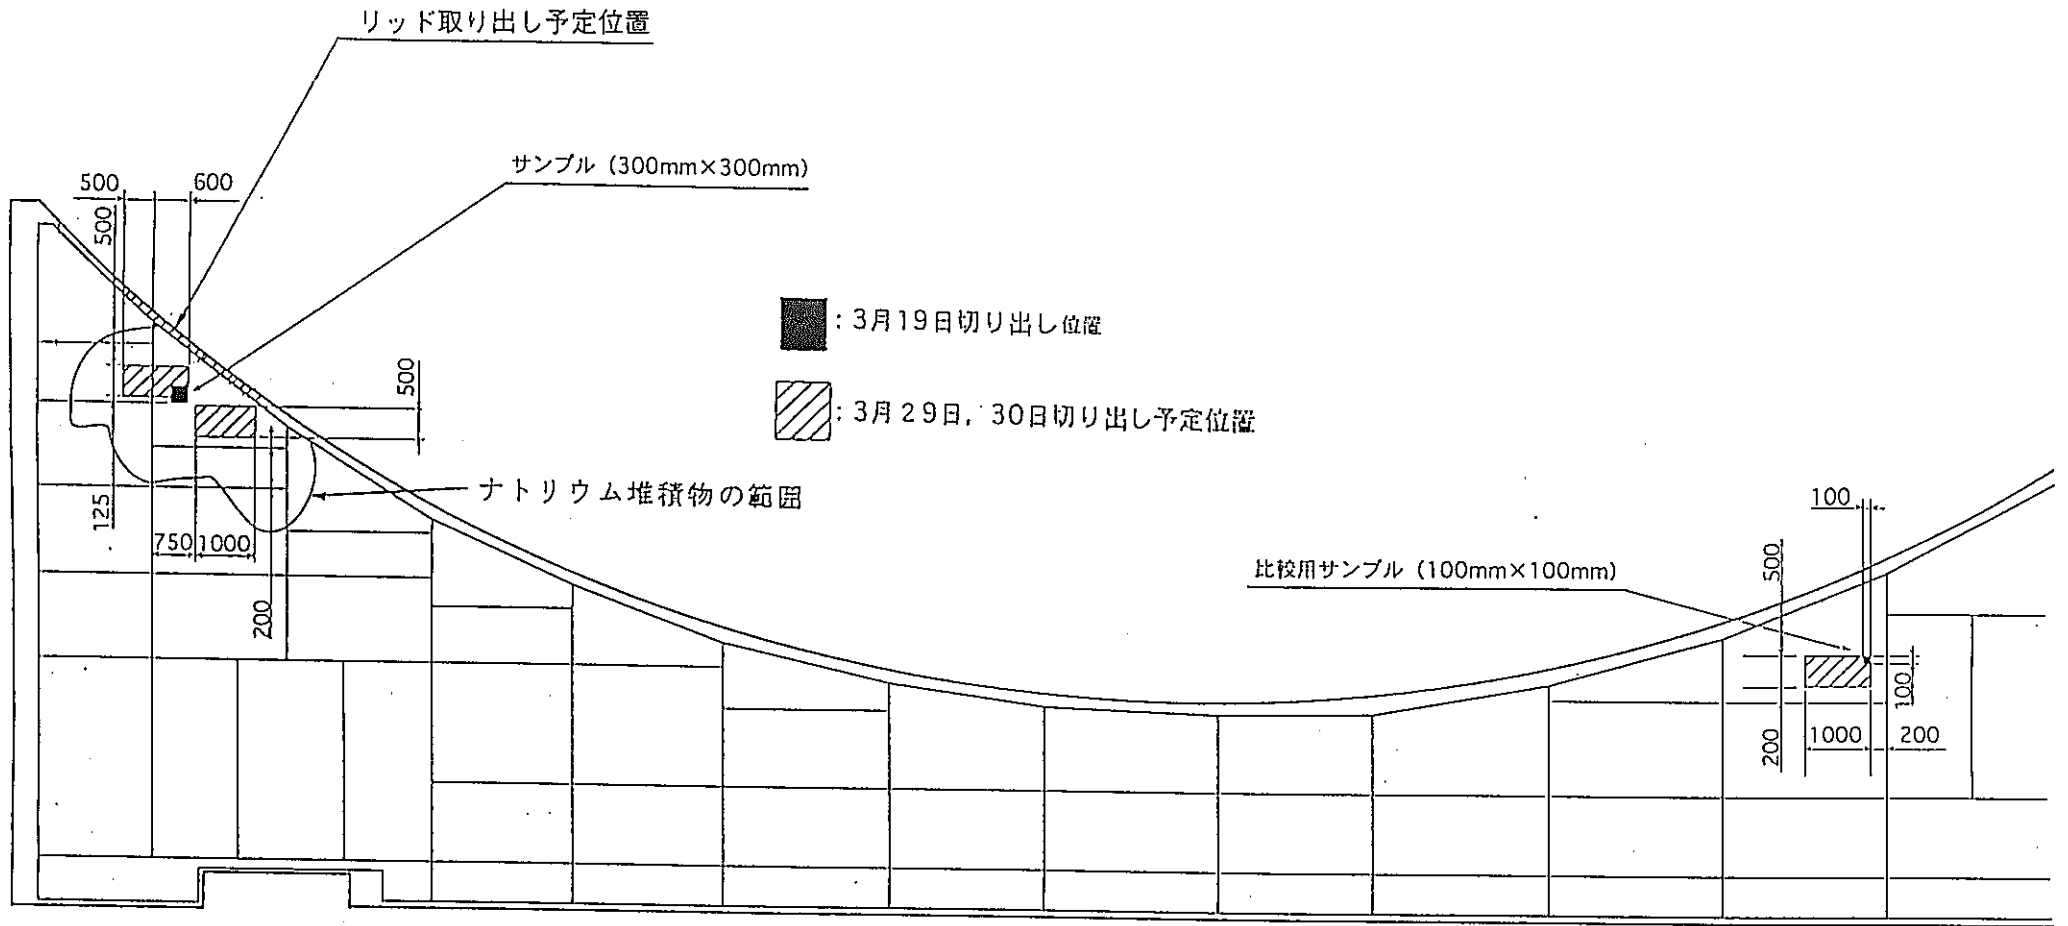 リッド取り出し予定位置
サンプル（300mm×300mm）
500
600
500
：3月19日切り出し位置
500
：3月29日，30日切り出し予定位置
ナトリウム堆積物の範囲
125
750
1000
200
100
500
比較用サンプル（100mm×100mm）
100
200
1000
200